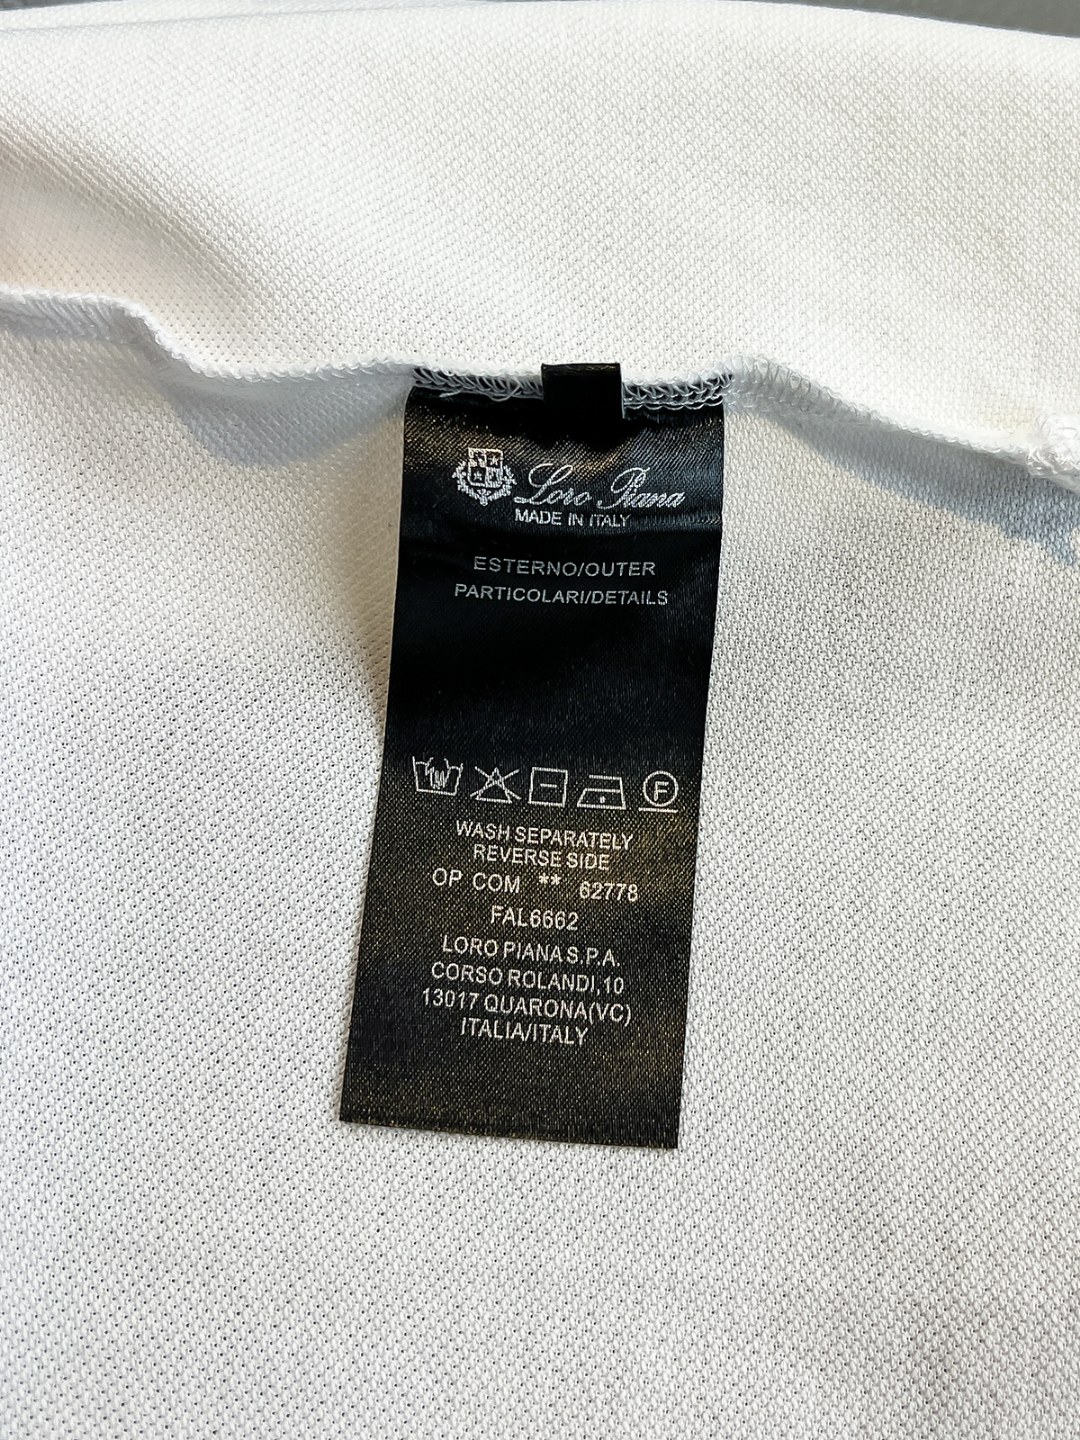 Loro Piana
MADE IN ITALY
ESTERNO/OUTER
PARTICOLARI/DETAILS
F
WASH SEPARATELY
REVERSE SIDE
OP COM ** 62778
FAL6662
LORO PIANA S.P.A.
CORSO ROLANDI,10
13017 QUARONA(VC)
ITALIA/ITALY